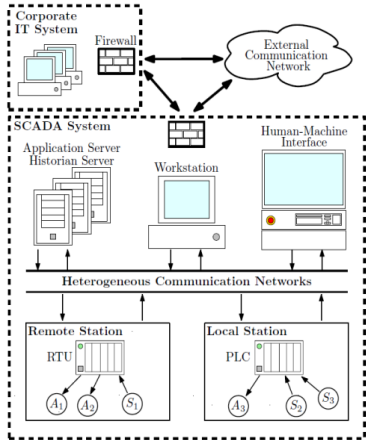 Corporate
IT System
Firewall
External
Communication
Network
SCADA System
Application Server
Historian Server
Workstation
Human-Machine
Interface
Heterogeneous Communication Networks
Remote Station
RTU
A1
A2
S1
Local Station
PLC
A3
S2
S3